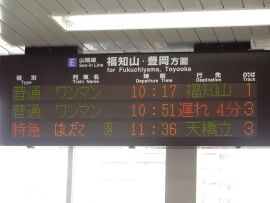 E 山陰線 San-in Line 福知山・豊岡方面 for Fukuchiyama, Toyooka
種別 Type 列車名 Train Name 時刻 Departure Time 行先 Destination のりば Track No.
普通 ワンマン 10:17 福知山 1
普通 ワンマン 10:51 遅れ 4分 3
特急 はしだて 11:36 天橋立 3